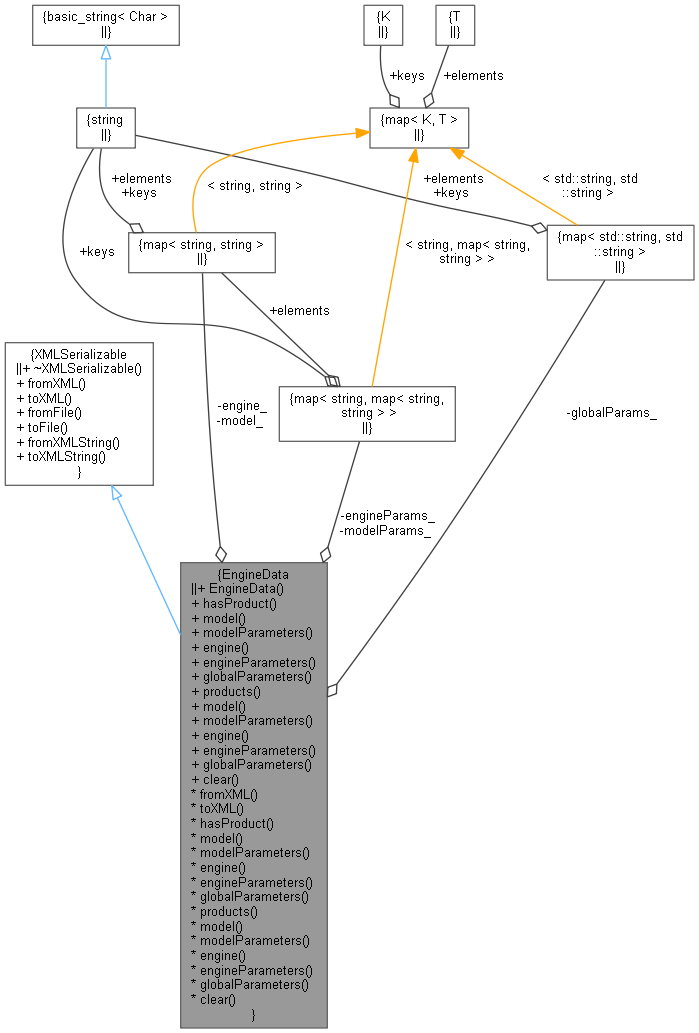 {basic_string< Char >
||}
{K
||}
{T
||}
+keys
+elements
{string
||}
{map< K, T >
||}
+elements
+keys
< string, string >
+elements
+keys
< std::string, std
::string >
+keys
{map< string, string >
||}
< string, map< string,
string > >
{map< std::string, std
::string >
||}
+elements
{XMLSerializable
||+ ~XMLSerializable()
+ fromXML()
+ toXML()
+ fromFile()
+ toFile()
+ fromXMLString()
+ toXMLString()
}
-engine_
-model_
{map< string, map< string,
string > >
||}
-globalParams_
-engineParams_
-modelParams_
{EngineData
||+ EngineData()
+ hasProduct()
+ model()
+ modelParameters()
+ engine()
+ engineParameters()
+ globalParameters()
+ products()
+ model()
+ modelParameters()
+ engine()
+ engineParameters()
+ globalParameters()
+ clear()
* fromXML()
* toXML()
* hasProduct()
* model()
* modelParameters()
* engine()
* engineParameters()
* globalParameters()
* products()
* model()
* modelParameters()
* engine()
* engineParameters()
* globalParameters()
* clear()
}